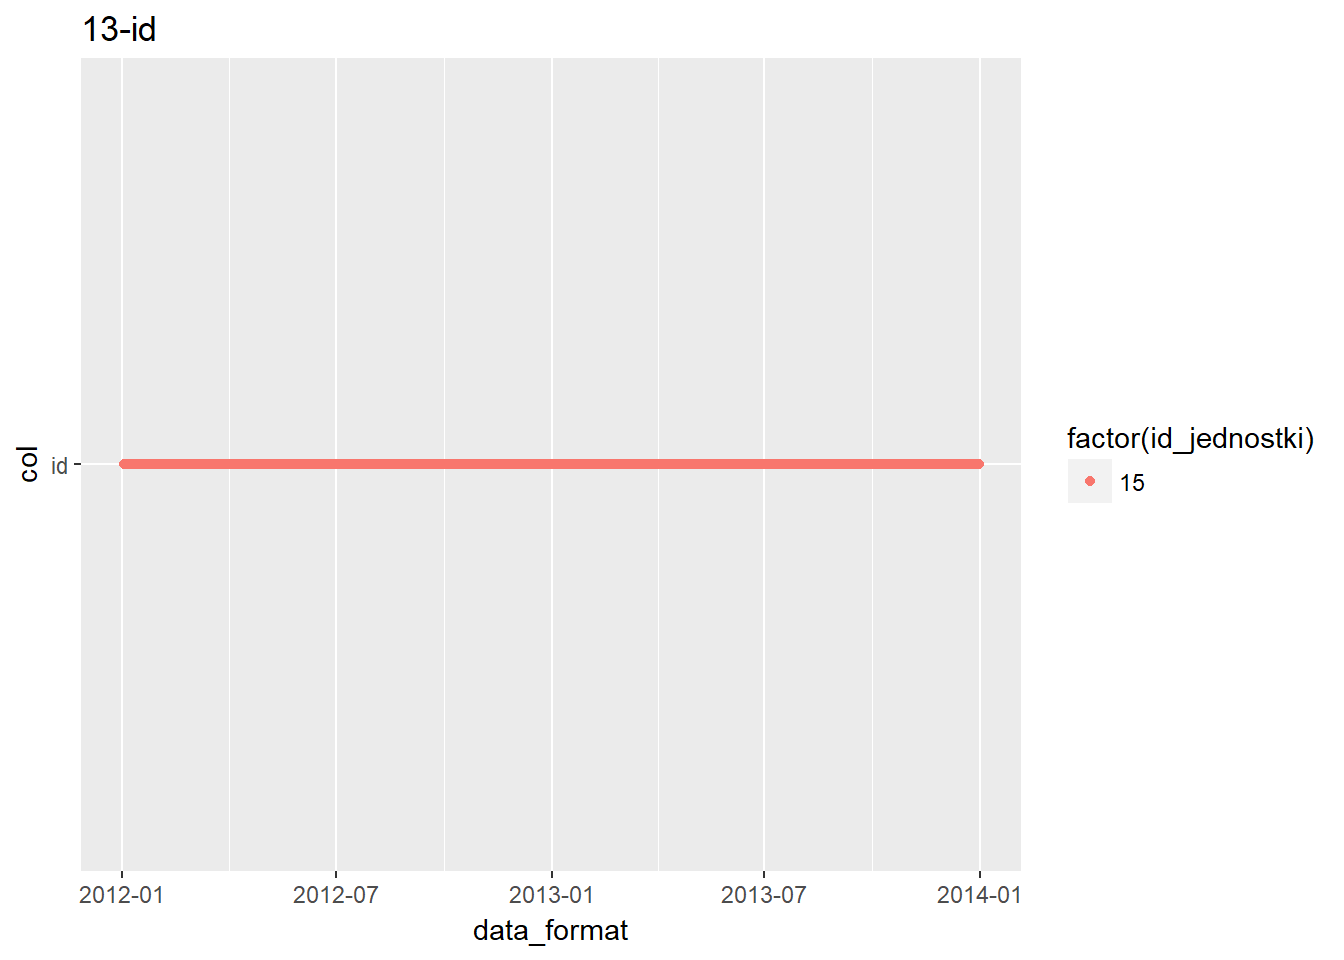 13-id
col
id
2012-01
2012-07
2013-01
2013-07
2014-01
data_format
factor(id_jednostki)
15